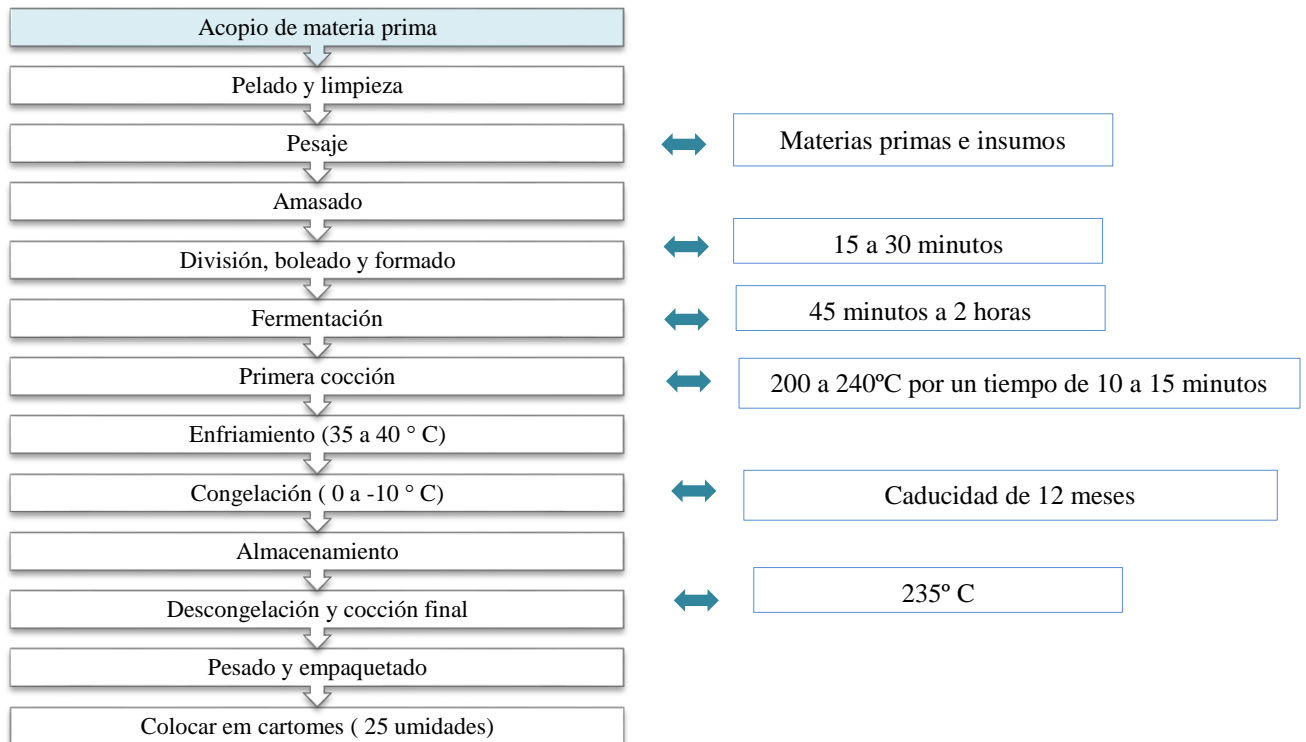 Acopio de materia prima
Pelado y limpieza
Pesaje
Materias primas e insumos
Amasado
División, boleado y formado
15 a 30 minutos
Fermentación
45 minutos a 2 horas
Primera cocción
200 a 240ºC por un tiempo de 10 a 15 minutos
Enfriamiento (35 a 40 ° C)
Congelación ( 0 a -10 ° C)
Caducidad de 12 meses
Almacenamiento
Descongelación y cocción final
235º C
Pesado y empaquetado
Colocar em cartomes ( 25 umidades)